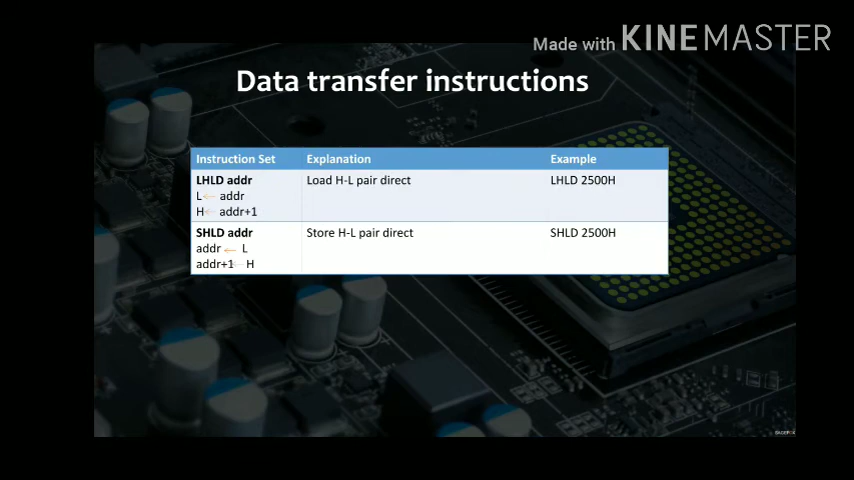 Made with KINEMASTER
Data transfer instructions
Instruction Set Explanation Example
LHLD addr Load H-L pair direct LHLD 2500H
L← addr
H← addr+1
SHLD addr Store H-L pair direct SHLD 2500H
addr ← L
addr+1← H